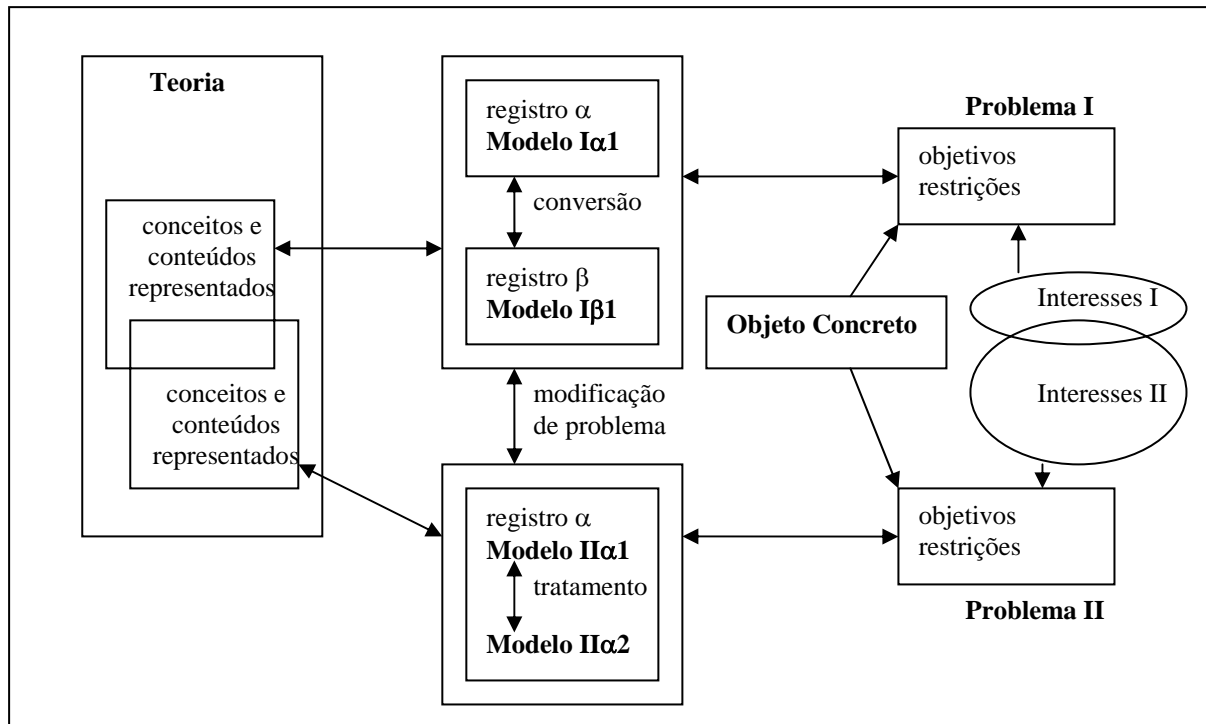 Teoria
conceitos e
conteúdos
representados
conceitos e
conteúdos
representados
registro α
Modelo Iα1
conversão
registro β
Modelo Iβ1
modificação
de problema
registro α
Modelo IIα1
tratamento
Modelo IIα2
Problema I
objetivos
restrições
Objeto Concreto
Interesses I
Interesses II
objetivos
restrições
Problema II